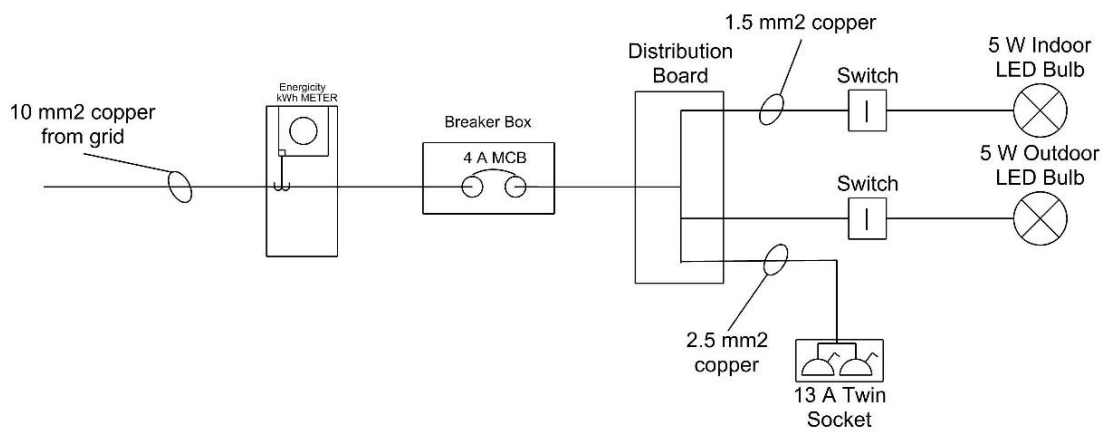 1.5 mm2 copper
5 W Indoor
LED Bulb
Distribution
Board
Switch
Energicity
kWh METER
10 mm2 copper
from grid
Breaker Box
4 A MCB
5 W Outdoor
LED Bulb
Switch
2.5 mm2
copper
13 A Twin
Socket